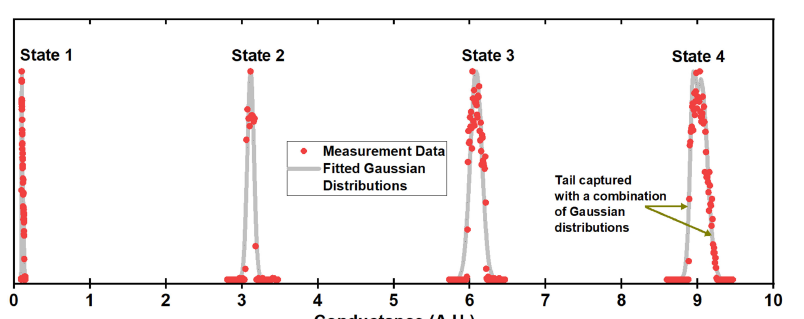 State 1
State 2
State 3
State 4
Measurement Data
Fitted Gaussian
Distributions
Tail captured
with a combination
of Gaussian
distributions
0 1 2 3 4 5 6 7 8 9 10
Conductance (A.U.)